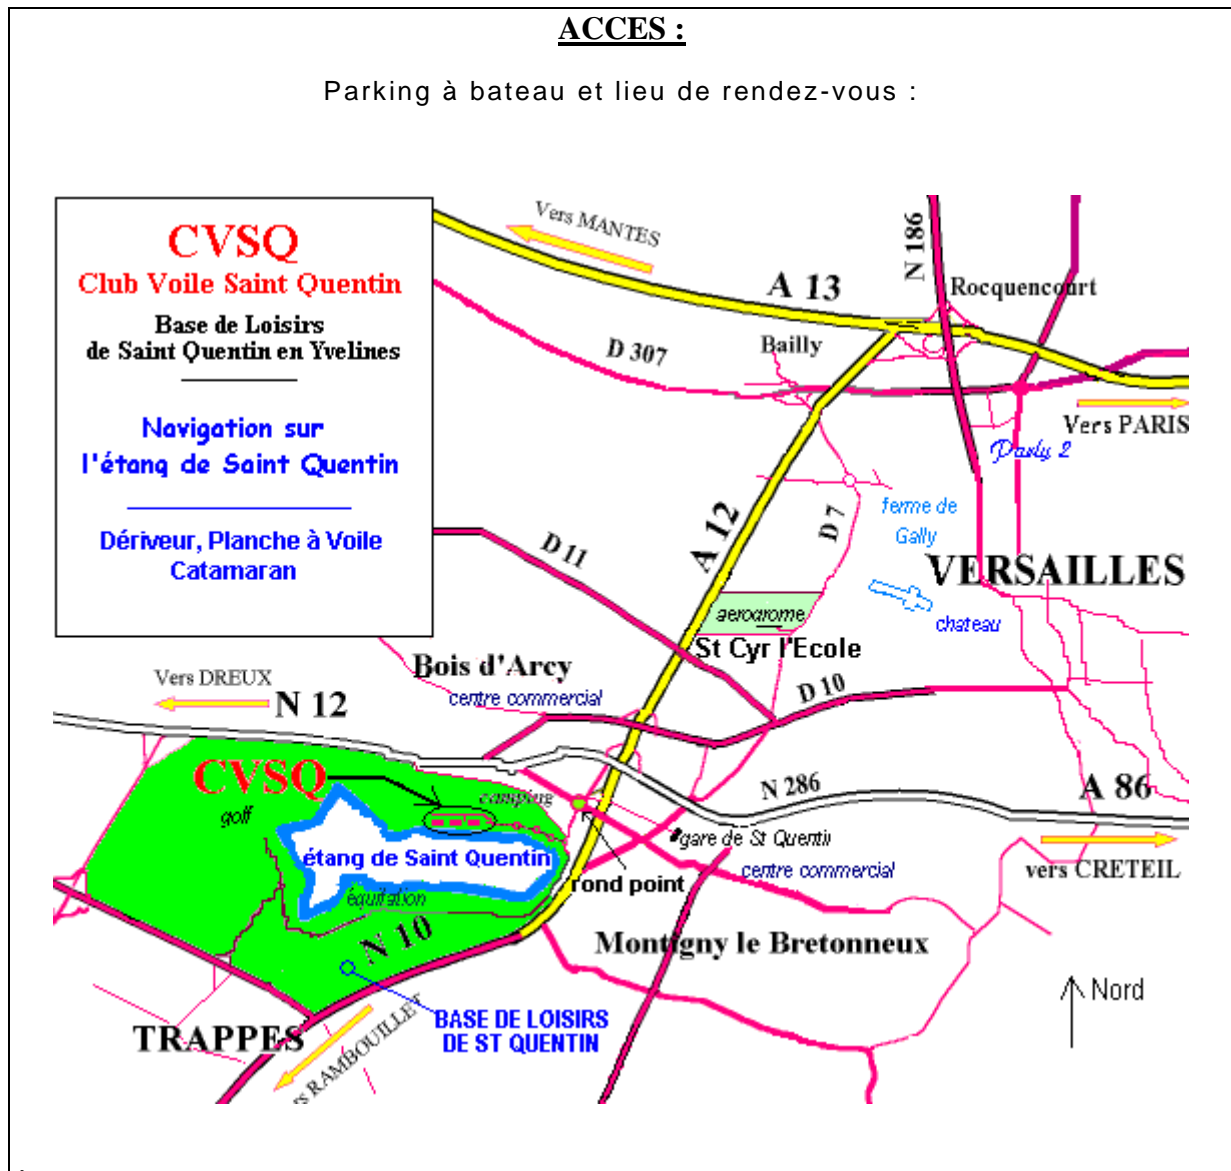 ACCES :
Parking à bateau et lieu de rendez-vous :
CVSQ
Club Voile Saint Quentin
Base de Loisirs
de Saint Quentin en Yvelines
Navigation sur
l'étang de Saint Quentin
Dériveur, Planche à Voile
Catamaran
Vers MANTES
A 13
N 186
Rocquencourt
D 307
Bailly
Vers PARIS
Parly 2
A 12
D 7
ferme de
Gally
VERSAILLES
D 11
aerodrome
chateau
St Cyr l'Ecole
Bois d'Arcy
centre commercial
D 10
Vers DREUX
N 12
CVSQ
golf
camping
N 286
A 86
gare de St Quentin
étang de Saint Quentin
centre commercial
vers CRETEIL
rond point
équitation
N 10
Montigny le Bretonneux
Nord
BASE DE LOISIRS
DE ST QUENTIN
TRAPPES
RAMBOUILLET